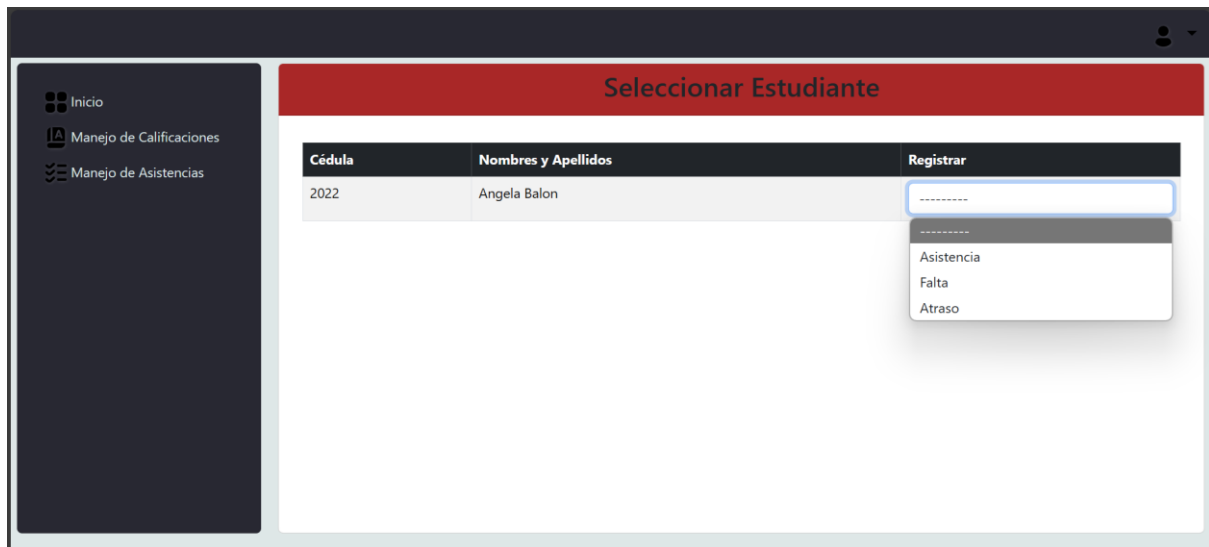 Seleccionar Estudiante
Inicio
Manejo de Calificaciones
Manejo de Asistencias
Cédula Nombres y Apellidos Registrar
2022 Angela Balon ---------
---------
Asistencia
Falta
Atraso